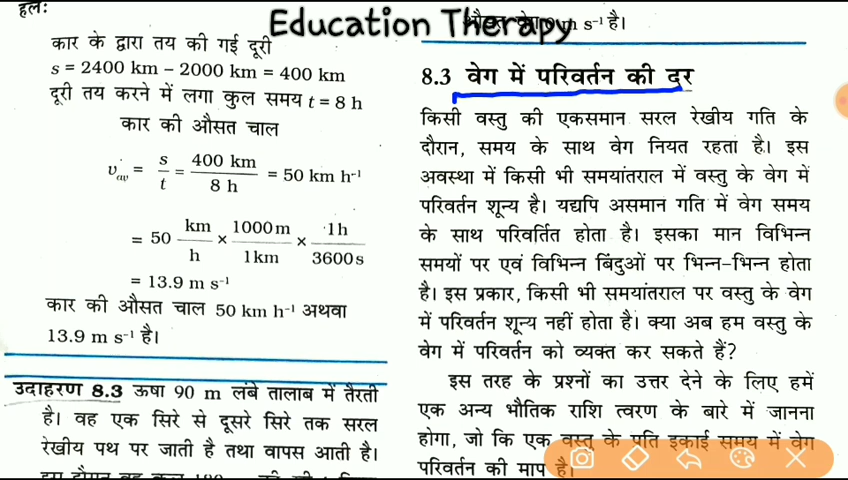 Education Therapy
हलः
कार के द्वारा तय की गई दूरी
s = 2400 km – 2000 km = 400 km
दूरी तय करने में लगा कुल समय t = 8 h
कार की औसत चाल
υav = s/t = 400 km / 8 h = 50 km h⁻¹
= 50 km/h × 1000 m/1 km × 1h/3600 s
= 13.9 m s⁻¹
कार की औसत चाल 50 km h⁻¹ अथवा
13.9 m s⁻¹ है।
उदाहरण 8.3 ऊषा 90 m लंबे तालाब में तैरती
है। वह एक सिरे से दूसरे सिरे तक सरल
रेखीय पथ पर जाती है तथा वापस आती है।
m s⁻¹ है।
8.3 वेग में परिवर्तन की दर
किसी वस्तु की एकसमान सरल रेखीय गति के
दौरान, समय के साथ वेग नियत रहता है। इस
अवस्था में किसी भी समयांतराल में वस्तु के वेग में
परिवर्तन शून्य है। यद्यपि असमान गति में वेग समय
के साथ परिवर्तित होता है। इसका मान विभिन्न
समयों पर एवं विभिन्न बिंदुओं पर भिन्न-भिन्न होता
है। इस प्रकार, किसी भी समयांतराल पर वस्तु के वेग
में परिवर्तन शून्य नहीं होता है। क्या अब हम वस्तु के
वेग में परिवर्तन को व्यक्त कर सकते हैं?
इस तरह के प्रश्नों का उत्तर देने के लिए हमें
एक अन्य भौतिक राशि त्वरण के बारे में जानना
होगा, जो कि एक वस्तु के प्रति इकाई समय में वेग
परिवर्तन की माप है।